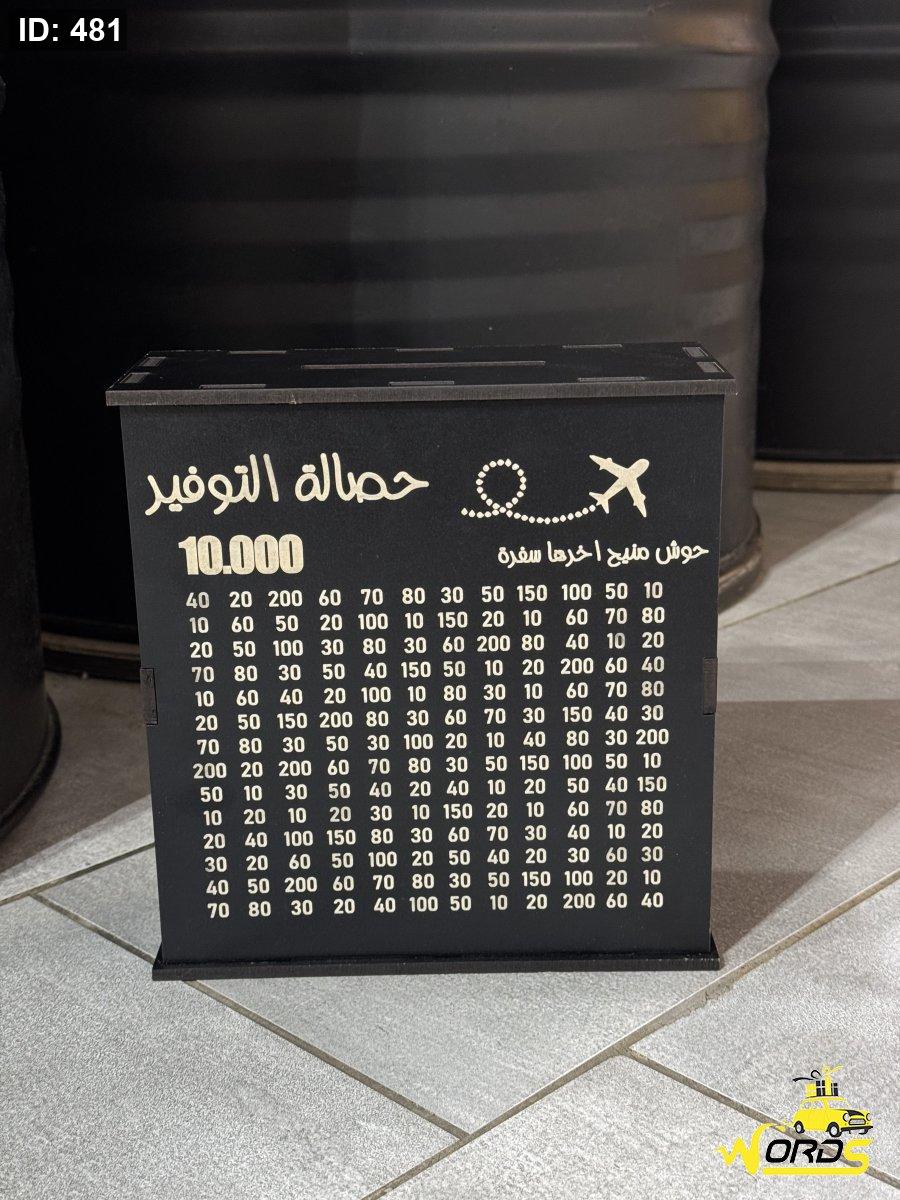 ID: 481
حصالة التوفير
10.000
حوش منيح اخرها سفرة
40 20 200 60 70 80 30 50 150 100 50 10
10 60 50 20 100 10 150 20 10 60 70 80
20 50 100 30 80 30 60 200 80 40 10 20
70 80 30 50 40 150 50 10 20 200 60 40
10 60 40 20 100 10 80 30 10 60 70 80
20 50 150 200 80 30 60 70 30 150 40 30
70 80 30 50 30 100 20 10 40 80 30 200
200 20 200 60 70 80 30 50 150 100 50 10
50 10 30 50 40 20 40 10 20 50 40 150
10 20 10 20 30 10 150 20 10 60 70 80
20 40 100 150 80 30 60 70 30 40 10 20
30 20 60 50 100 20 50 40 20 30 60 30
40 50 200 60 70 80 30 50 150 100 20 10
70 80 30 20 40 100 50 10 20 200 60 40
WORDS